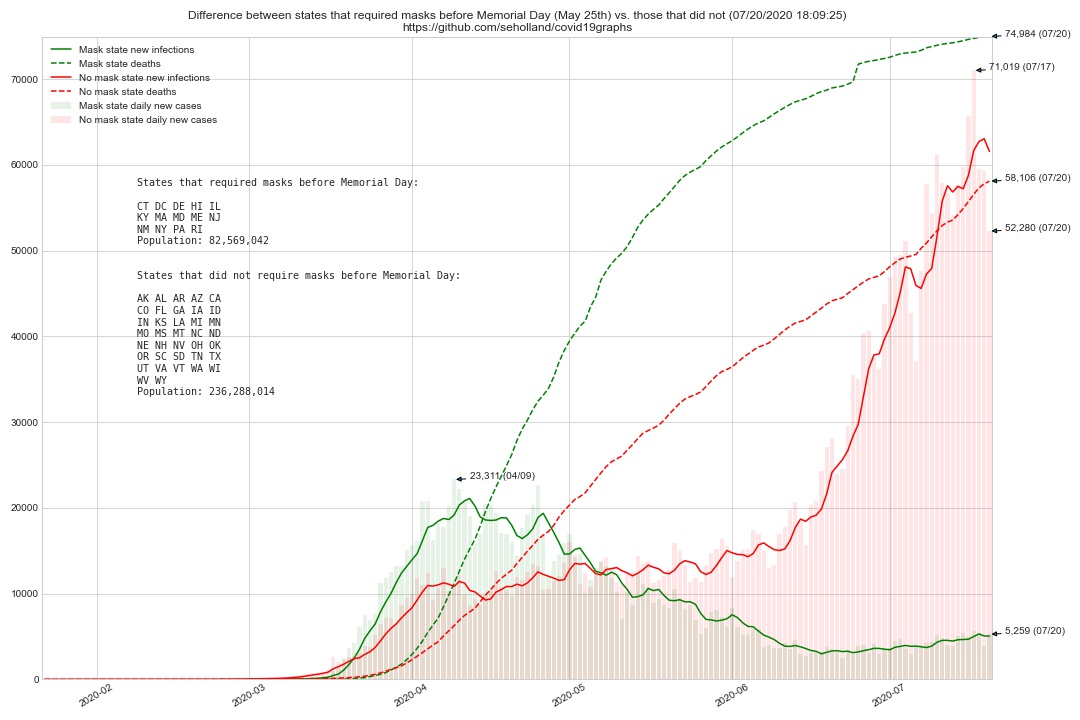 Difference between states that required masks before Memorial Day (May 25th) vs. those that did not (07/20/2020 18:09:25)
https://github.com/seholland/covid19graphs
Mask state new infections
Mask state deaths
No mask state new infections
No mask state deaths
Mask state daily new cases
No mask state daily new cases
States that required masks before Memorial Day:
CT DC DE HI IL
KY MA MD ME NJ
NM NY PA RI
Population: 82,569,042
States that did not require masks before Memorial Day:
AK AL AR AZ CA
CO FL GA IA ID
IN KS LA MI MN
MO MS MT NC ND
NE NH NV OH OK
OR SC SD TN TX
UT VA VT WA WI
WV WY
Population: 236,288,014
74,984 (07/20)
71,019 (07/17)
58,106 (07/20)
52,280 (07/20)
23,311 (04/09)
5,259 (07/20)
70000
60000
50000
40000
30000
20000
10000
0
2020-02
2020-03
2020-04
2020-05
2020-06
2020-07